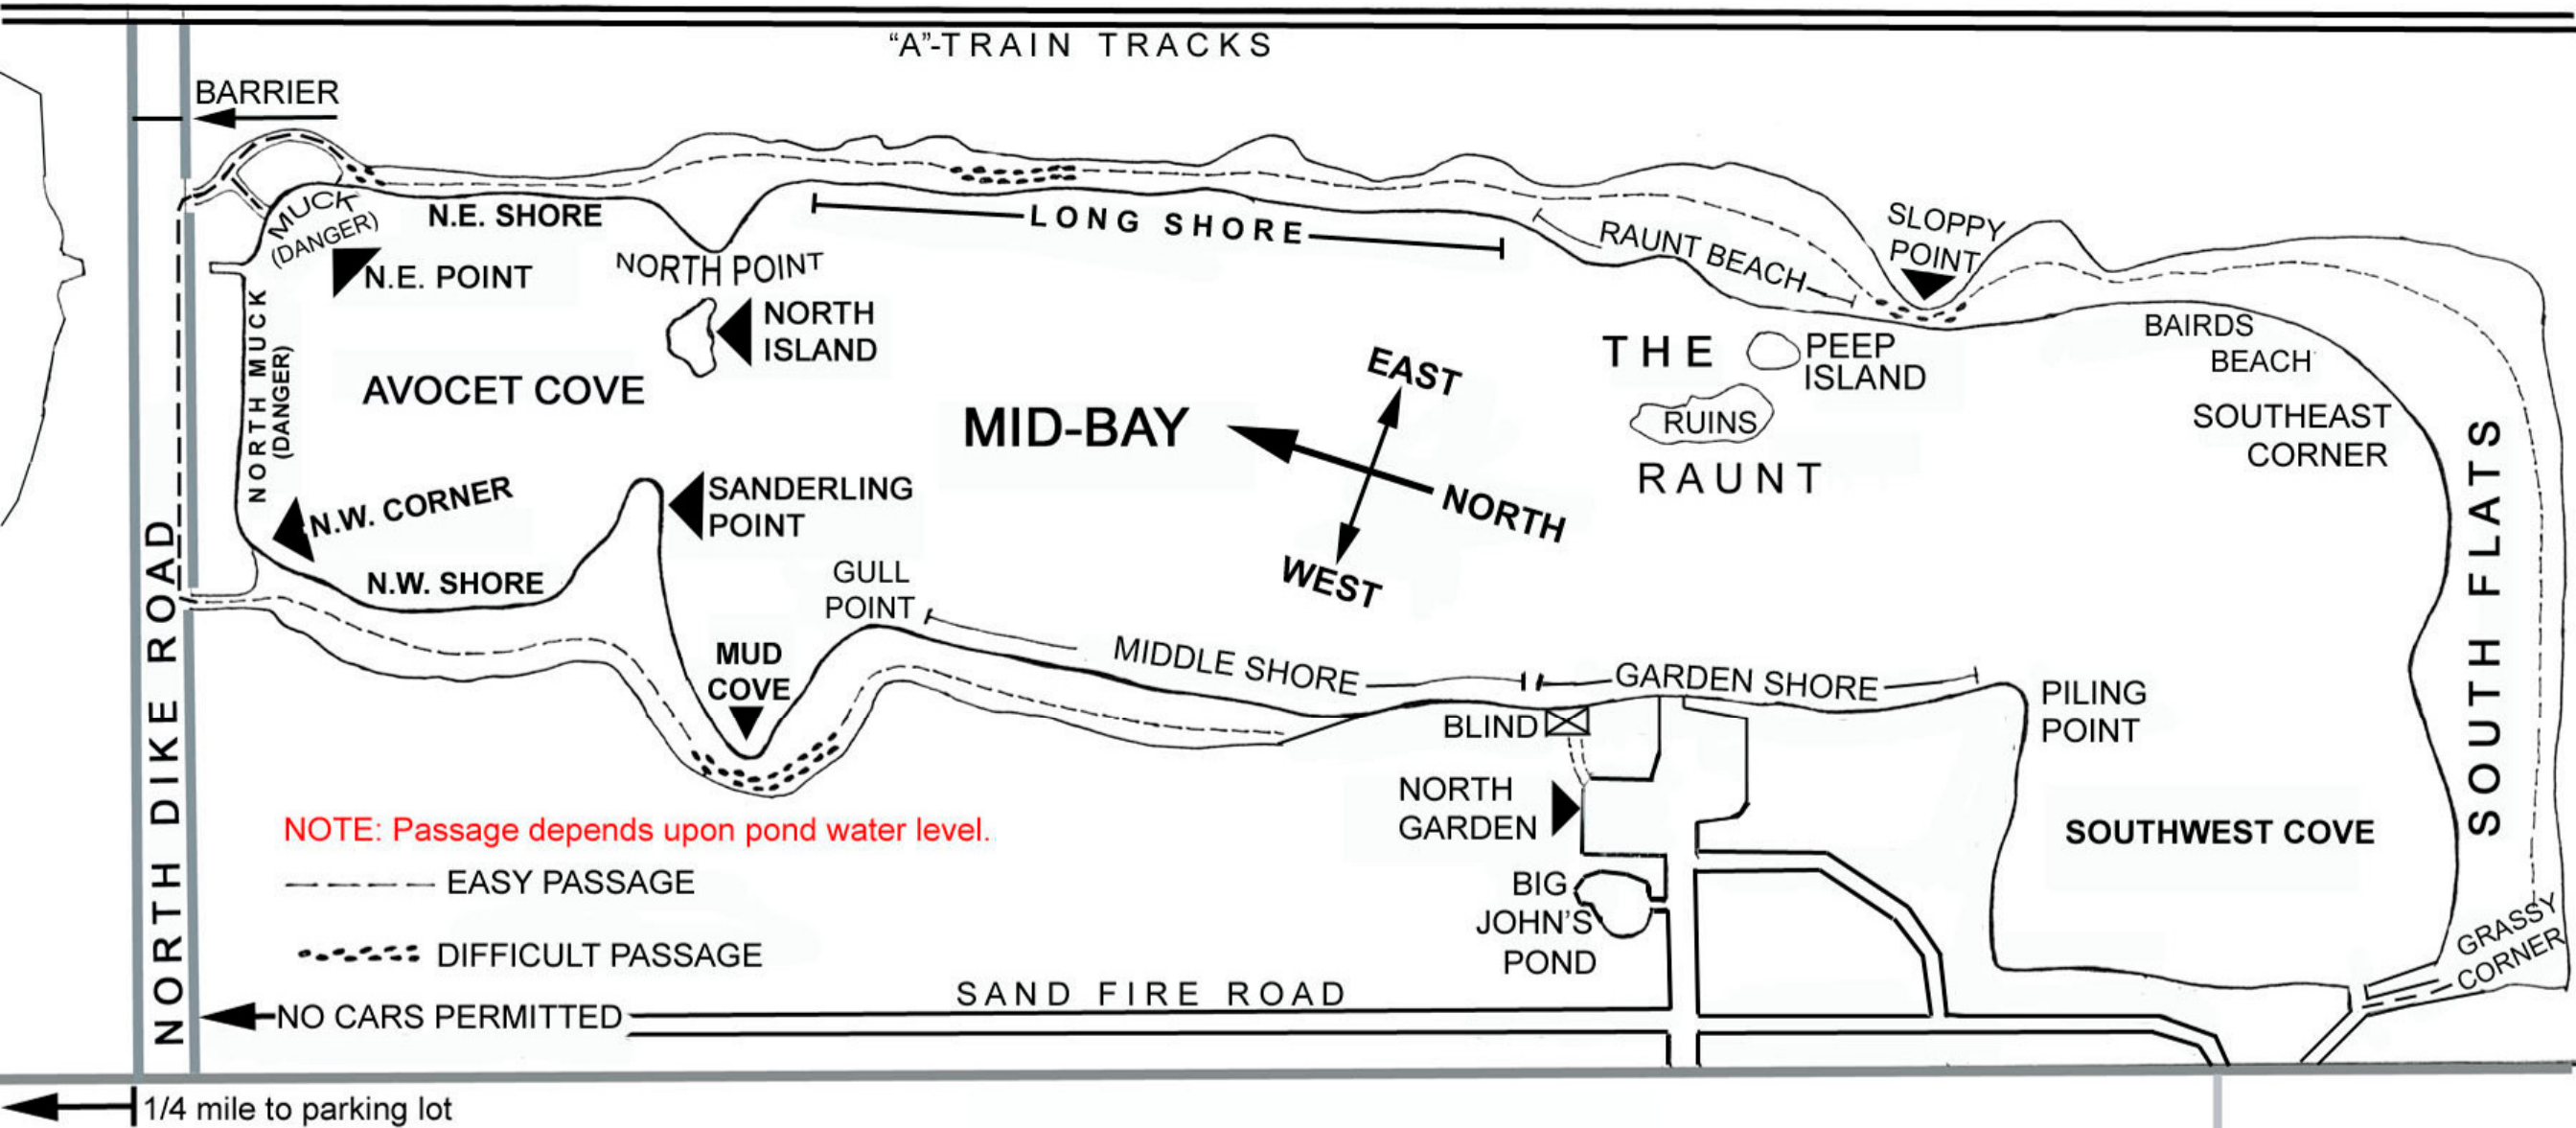 “A”-TRAIN TRACKS
BARRIER
MUCK
(DANGER)
N.E. SHORE
N.E. POINT
NORTH POINT
NORTH
ISLAND
LONG SHORE
RAUNT BEACH
SLOPPY
POINT
NORTH MUCK
(DANGER)
AVOCET COVE
MID-BAY
EAST
NORTH
WEST
THE
RAUNT
PEEP
ISLAND
RUINS
BAIRDS
BEACH
SOUTHEAST
CORNER
SOUTH FLATS
N.W. CORNER
N.W. SHORE
SANDERLING
POINT
GULL
POINT
MUD
COVE
MIDDLE SHORE
GARDEN SHORE
PILING
POINT
BLIND
NORTH
GARDEN
BIG
JOHN'S
POND
SOUTHWEST COVE
GRASSY
CORNER
NORTH DIKE ROAD
NOTE: Passage depends upon pond water level.
EASY PASSAGE
DIFFICULT PASSAGE
SAND FIRE ROAD
NO CARS PERMITTED
1/4 mile to parking lot